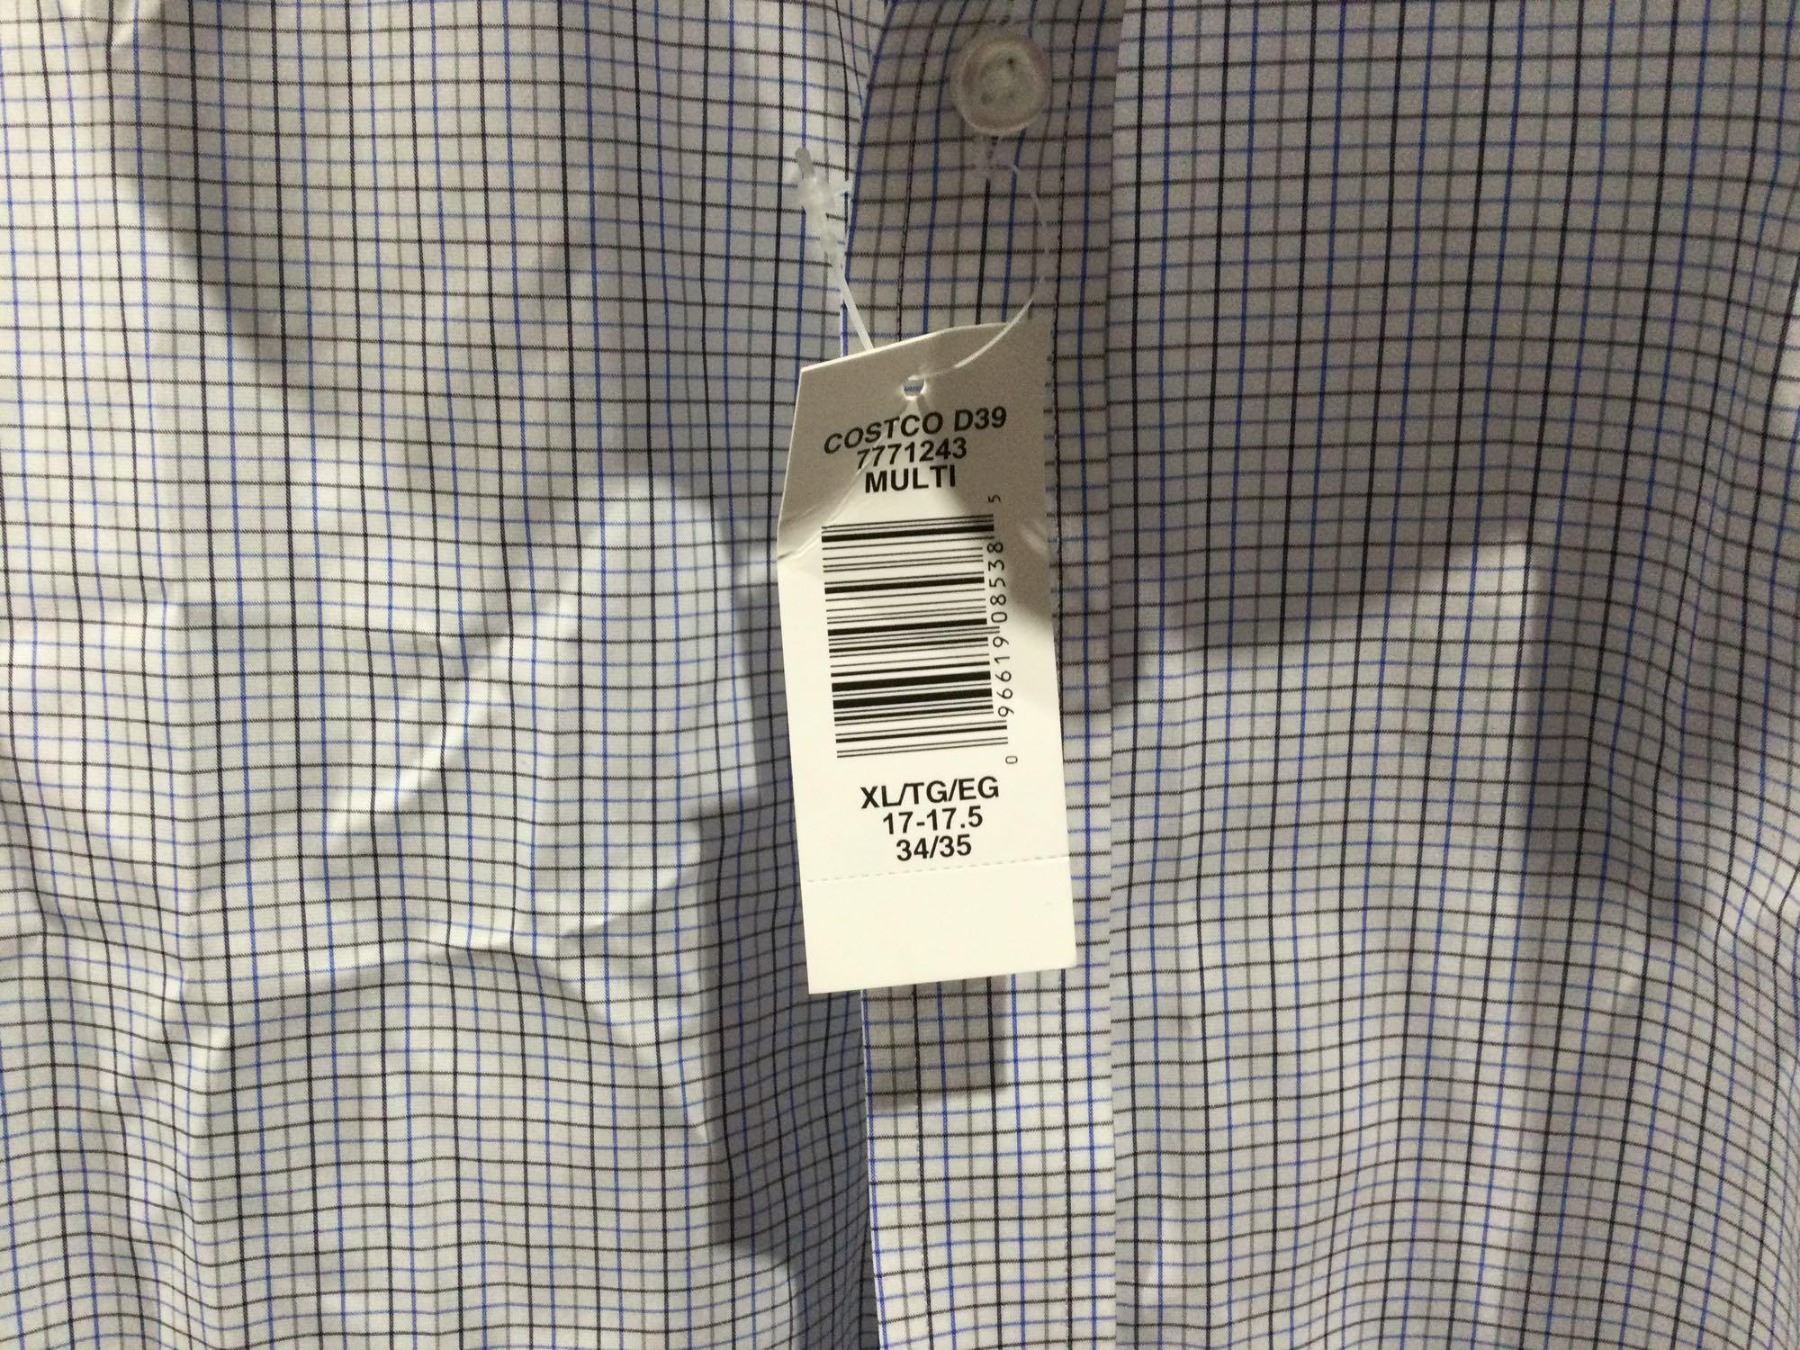 COSTCO D39
7771243
MULTI
0 96619 08538 5
XL/TG/EG
17-17.5
34/35